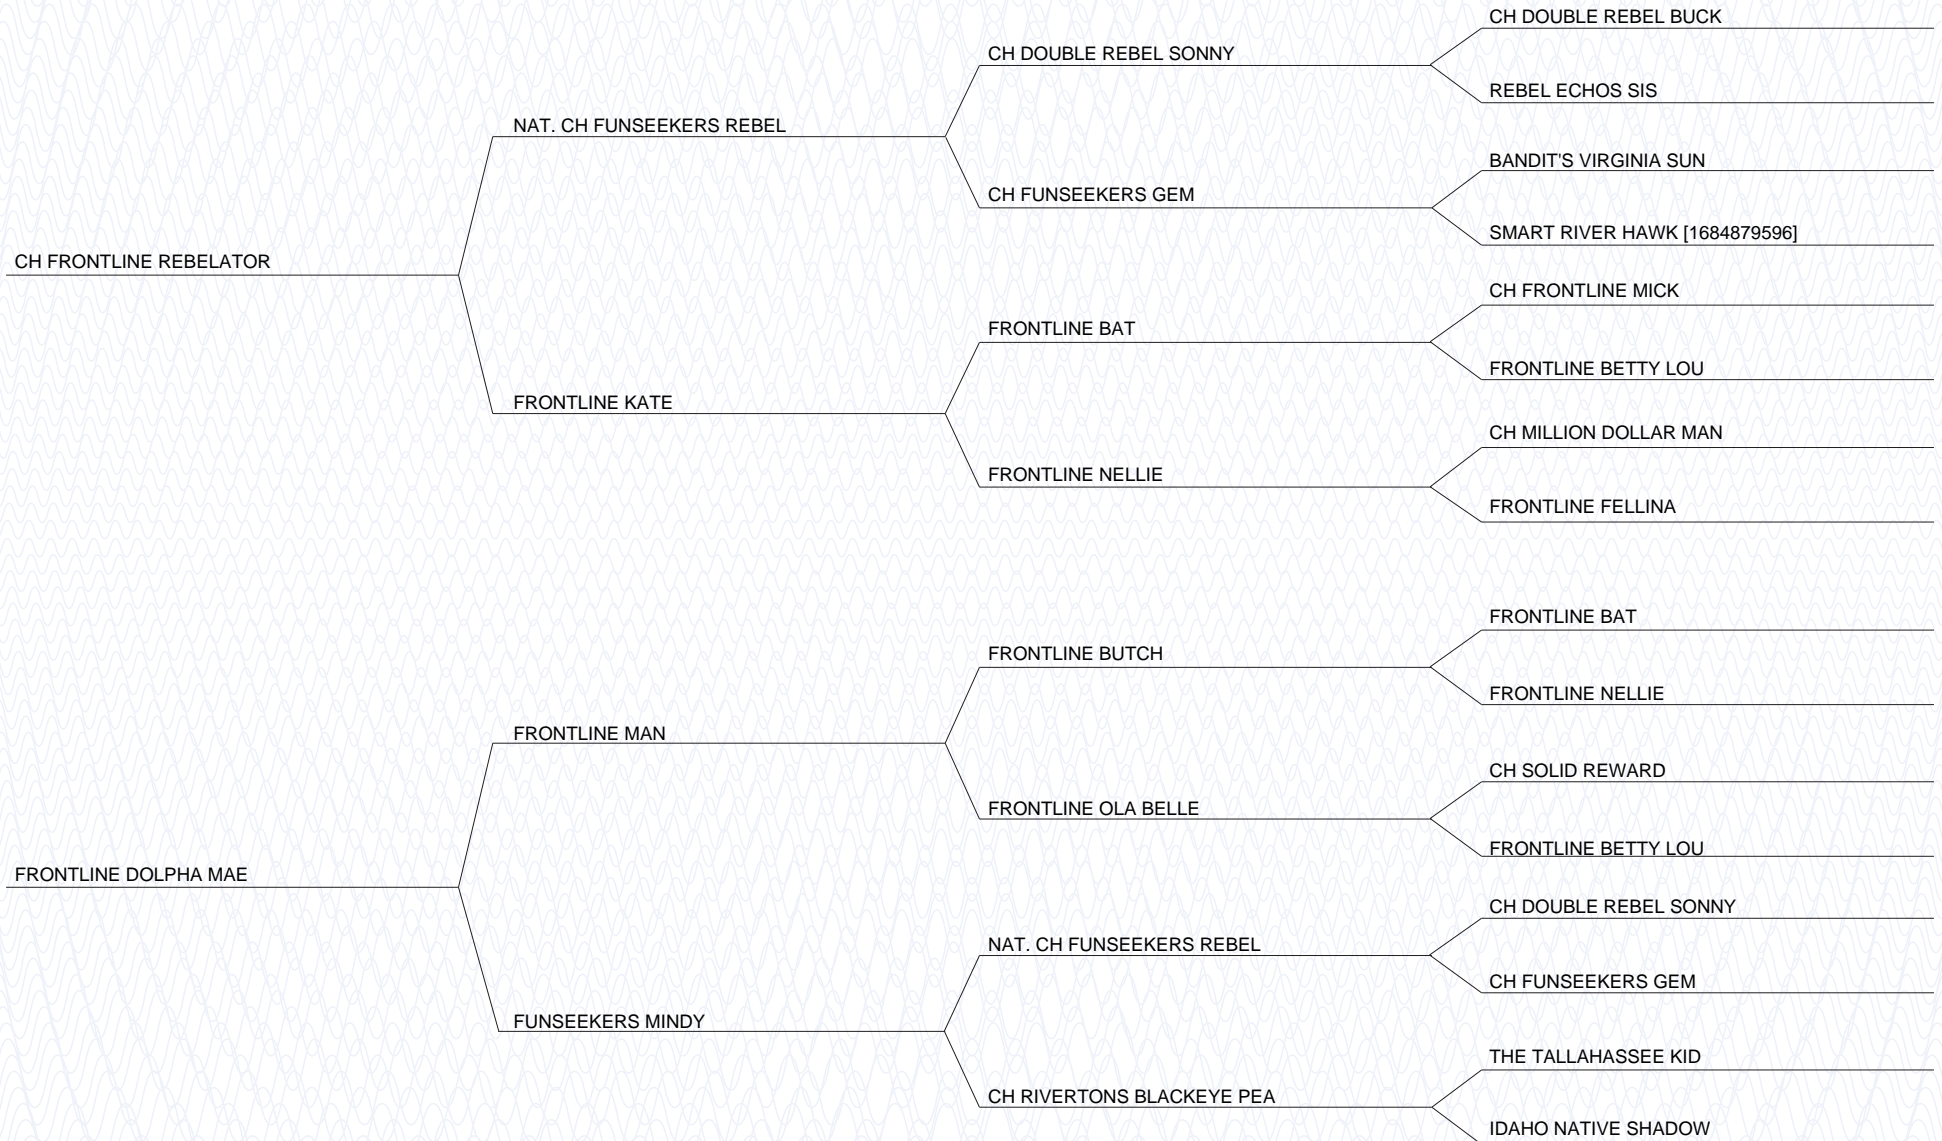 CH DOUBLE REBEL BUCK
CH DOUBLE REBEL SONNY
REBEL ECHOS SIS
NAT. CH FUNSEEKERS REBEL
BANDIT'S VIRGINIA SUN
CH FUNSEEKERS GEM
SMART RIVER HAWK [1684879596]
CH FRONTLINE REBELATOR
CH FRONTLINE MICK
FRONTLINE BAT
FRONTLINE BETTY LOU
FRONTLINE KATE
CH MILLION DOLLAR MAN
FRONTLINE NELLIE
FRONTLINE FELLINA
FRONTLINE BAT
FRONTLINE BUTCH
FRONTLINE NELLIE
FRONTLINE MAN
CH SOLID REWARD
FRONTLINE OLA BELLE
FRONTLINE BETTY LOU
FRONTLINE DOLPHA MAE
CH DOUBLE REBEL SONNY
NAT. CH FUNSEEKERS REBEL
CH FUNSEEKERS GEM
FUNSEEKERS MINDY
THE TALLAHASSEE KID
CH RIVERTONS BLACKEYE PEA
IDAHO NATIVE SHADOW